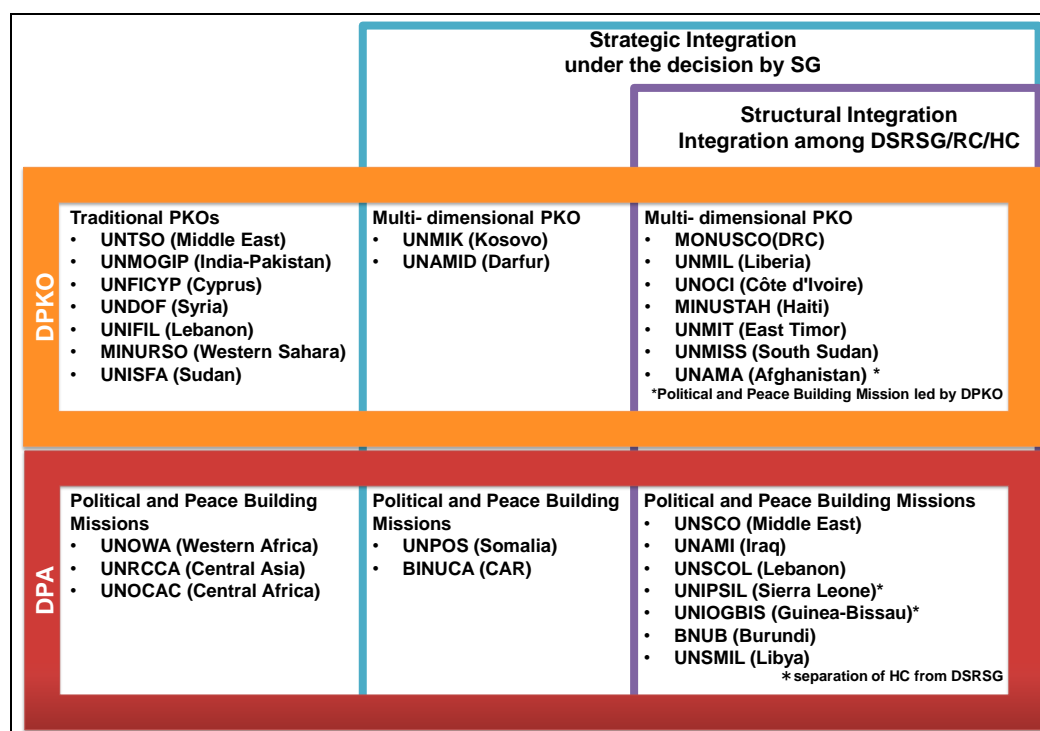 Strategic Integration
under the decision by SG
Structural Integration
Integration among DSRSG/RC/HC
DPKO
Traditional PKOs
• UNTSO (Middle East)
• UNMOGIP (India-Pakistan)
• UNFICYP (Cyprus)
• UNDOF (Syria)
• UNIFIL (Lebanon)
• MINURSO (Western Sahara)
• UNISFA (Sudan)
Multi- dimensional PKO
• UNMIK (Kosovo)
• UNAMID (Darfur)
Multi- dimensional PKO
• MONUSCO(DRC)
• UNMIL (Liberia)
• UNOCI (Côte d'Ivoire)
• MINUSTAH (Haiti)
• UNMIT (East Timor)
• UNMISS (South Sudan)
• UNAMA (Afghanistan) *
*Political and Peace Building Mission led by DPKO
DPA
Political and Peace Building
Missions
• UNOWA (Western Africa)
• UNRCCA (Central Asia)
• UNOCAC (Central Africa)
Political and Peace Building
Missions
• UNPOS (Somalia)
• BINUCA (CAR)
Political and Peace Building Missions
• UNSCO (Middle East)
• UNAMI (Iraq)
• UNSCOL (Lebanon)
• UNIPSIL (Sierra Leone)*
• UNIOGBIS (Guinea-Bissau)*
• BNUB (Burundi)
• UNSMIL (Libya)
＊separation of HC from DSRSG